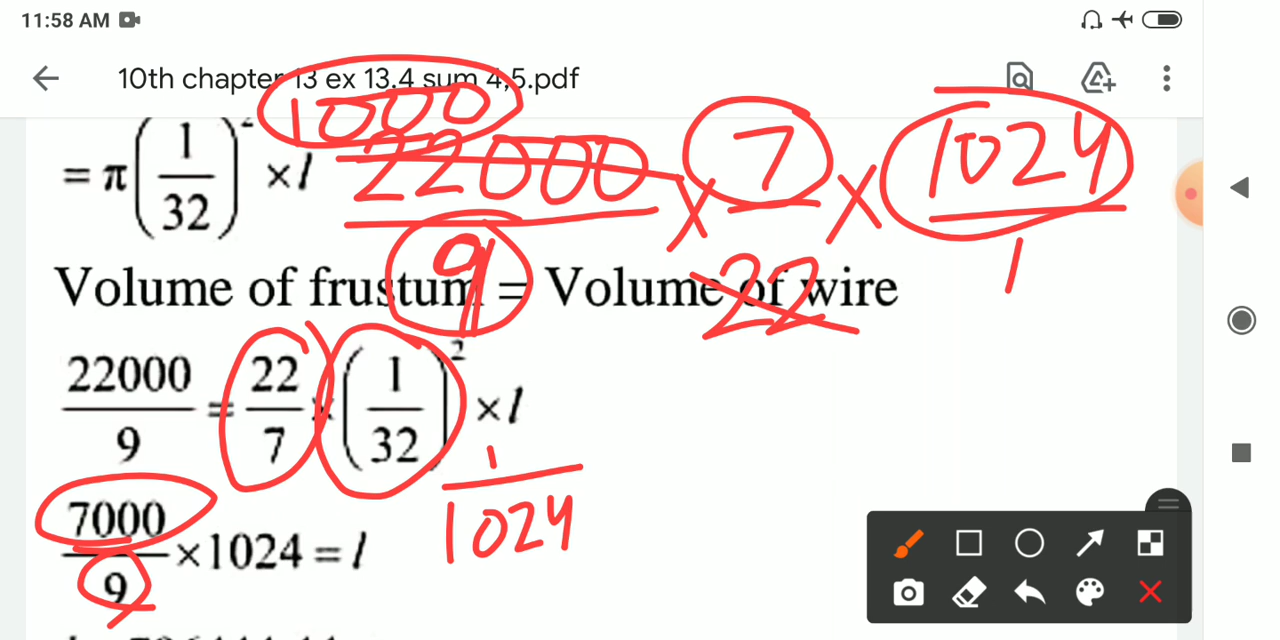 11:58 AM
10th chapter 13 ex 13.4 sum 4,5.pdf
1000
= π(1/32)² × l 22000/9 × 7/22 × 1024/1
Volume of frustum = Volume of wire
22000/9 = 22/7 × (1/32)² × l
1/1024
7000/9 × 1024 = l